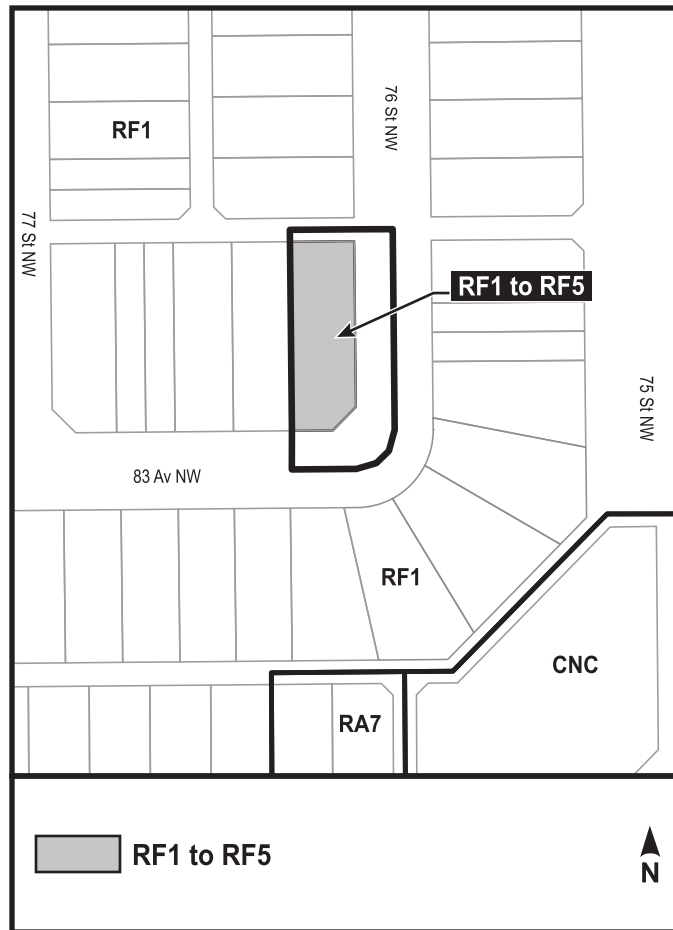 76 St NW
RF1
77 St NW
RF1 to RF5
75 St NW
83 Av NW
RF1
CNC
RA7
RF1 to RF5
N